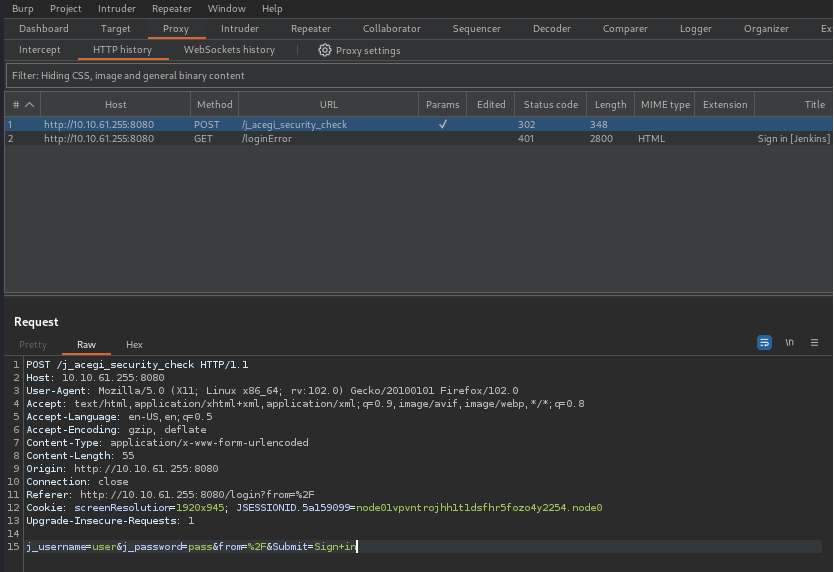 Burp Project Intruder Repeater Window Help
Dashboard Target Proxy Intruder Repeater Collaborator Sequencer Decoder Comparer Logger Organizer Ex
Intercept HTTP history WebSockets history Proxy settings
Filter: Hiding CSS, image and general binary content
# Host Method URL Params Edited Status code Length MIME type Extension Title
1 http://10.10.61.255:8080 POST /j_acegi_security_check ✓ 302 348
2 http://10.10.61.255:8080 GET /loginError 401 2800 HTML Sign in [Jenkins]
Request
Pretty Raw Hex \n
1 POST /j_acegi_security_check HTTP/1.1
2 Host: 10.10.61.255:8080
3 User-Agent: Mozilla/5.0 (X11; Linux x86_64; rv:102.0) Gecko/20100101 Firefox/102.0
4 Accept: text/html,application/xhtml+xml,application/xml;q=0.9,image/avif,image/webp,*/*;q=0.8
5 Accept-Language: en-US,en;q=0.5
6 Accept-Encoding: gzip, deflate
7 Content-Type: application/x-www-form-urlencoded
8 Content-Length: 55
9 Origin: http://10.10.61.255:8080
10 Connection: close
11 Referer: http://10.10.61.255:8080/login?from=%2F
12 Cookie: screenResolution=1920x945; JSESSIONID.5a159099=node01vpvntrojhh1t1dsfhr5fozo4y2254.node0
13 Upgrade-Insecure-Requests: 1
14
15 j_username=user&j_password=pass&from=%2F&Submit=Sign+in